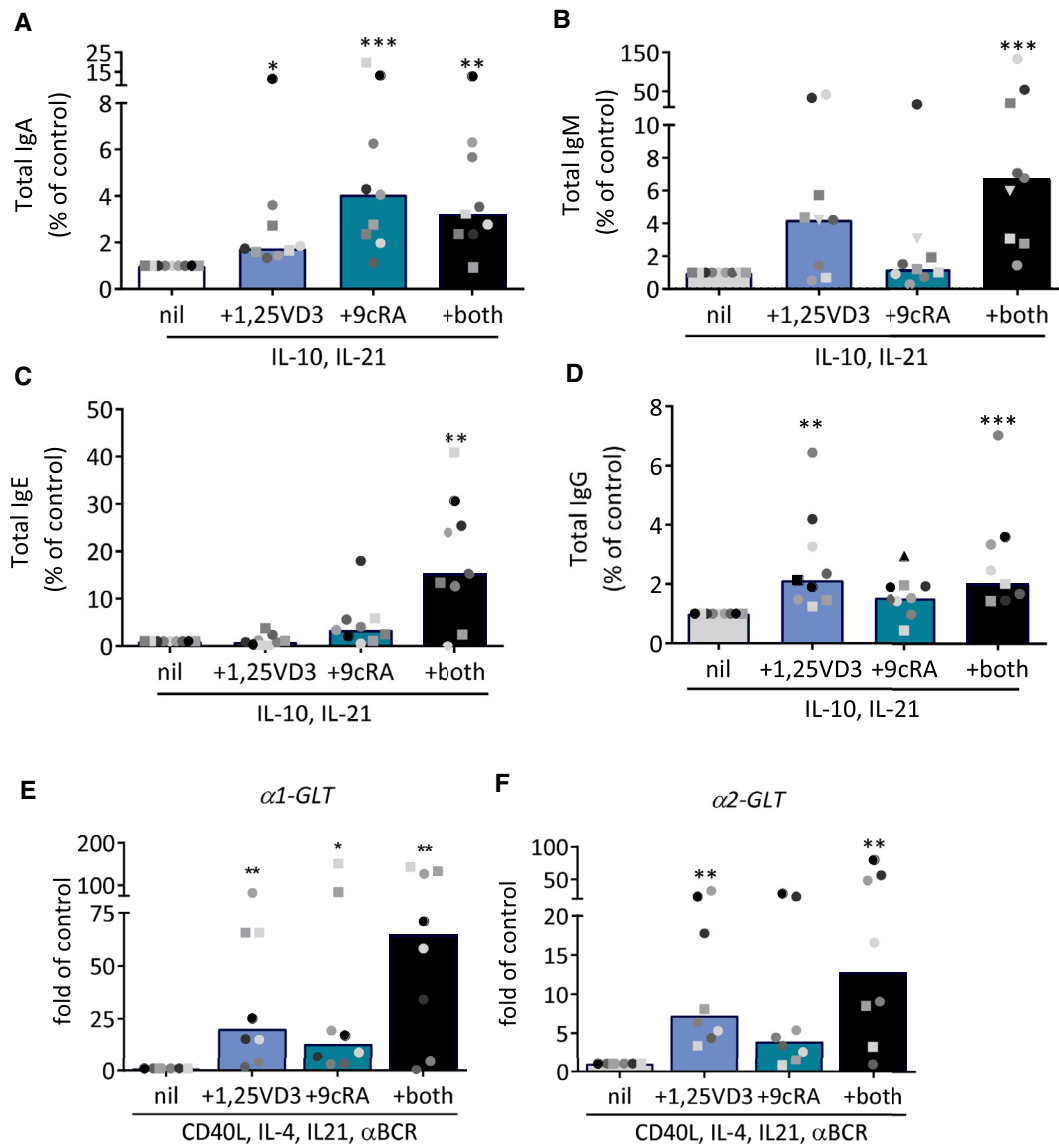 A
Total IgA
(% of control)
25
15
8
6
4
2
0
*
***
**
nil
+1,25VD3
+9cRA
+both
IL-10, IL-21
B
Total IgM
(% of control)
150
50
10
8
6
4
2
0
***
nil
+1,25VD3
+9cRA
+both
IL-10, IL-21
C
Total IgE
(% of control)
50
40
30
20
10
0
**
nil
+1,25VD3
+9cRA
+both
IL-10, IL-21
D
Total IgG
(% of control)
8
6
4
2
0
**
***
nil
+1,25VD3
+9cRA
+both
IL-10, IL-21
E
α1-GLT
fold of control
200
100
75
50
25
0
**
*
**
nil
+1,25VD3
+9cRA
+both
CD40L, IL-4, IL21, αBCR
F
α2-GLT
fold of control
100
50
20
15
10
5
0
**
**
nil
+1,25VD3
+9cRA
+both
CD40L, IL-4, IL21, αBCR